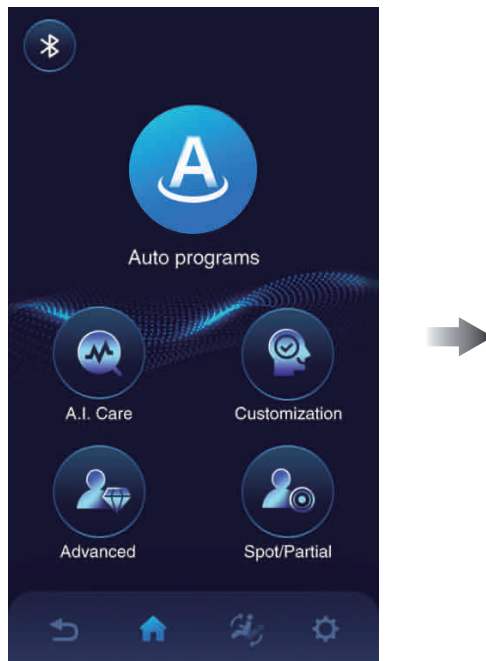 A
Auto programs
A.I. Care
Customization
Advanced
Spot/Partial